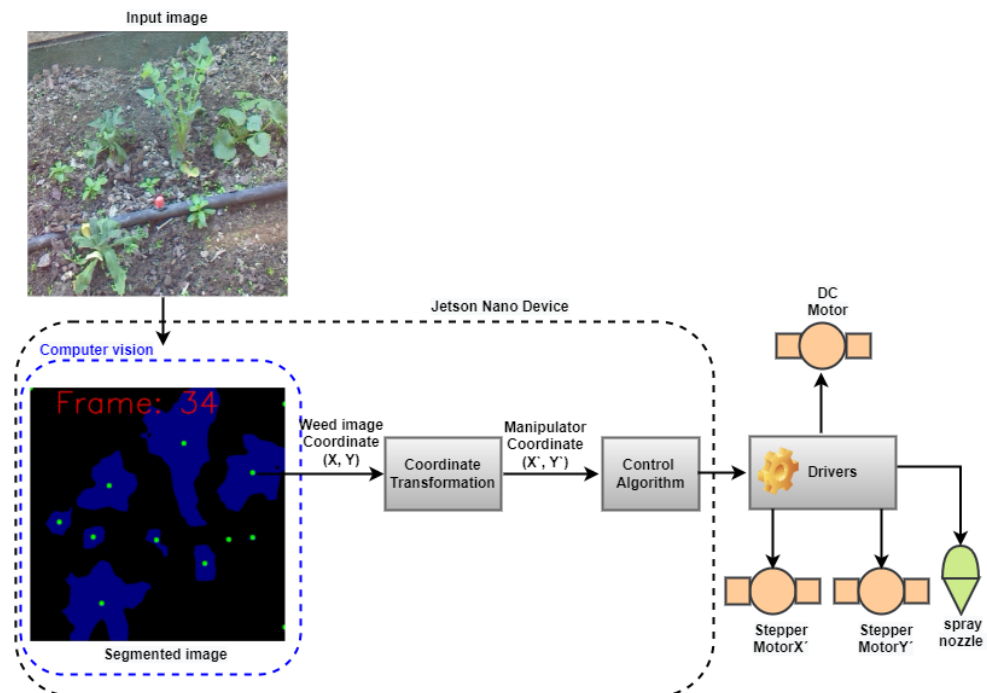 Input image
Jetson Nano Device
Computer vision
Frame: 34
Segmented image
Weed image
Coordinate
(X, Y)
Coordinate
Transformation
Manipulator
Coordinate
(X`, Y`)
Control
Algorithm
Drivers
DC
Motor
Stepper
MotorX´
Stepper
MotorY´
spray
nozzle